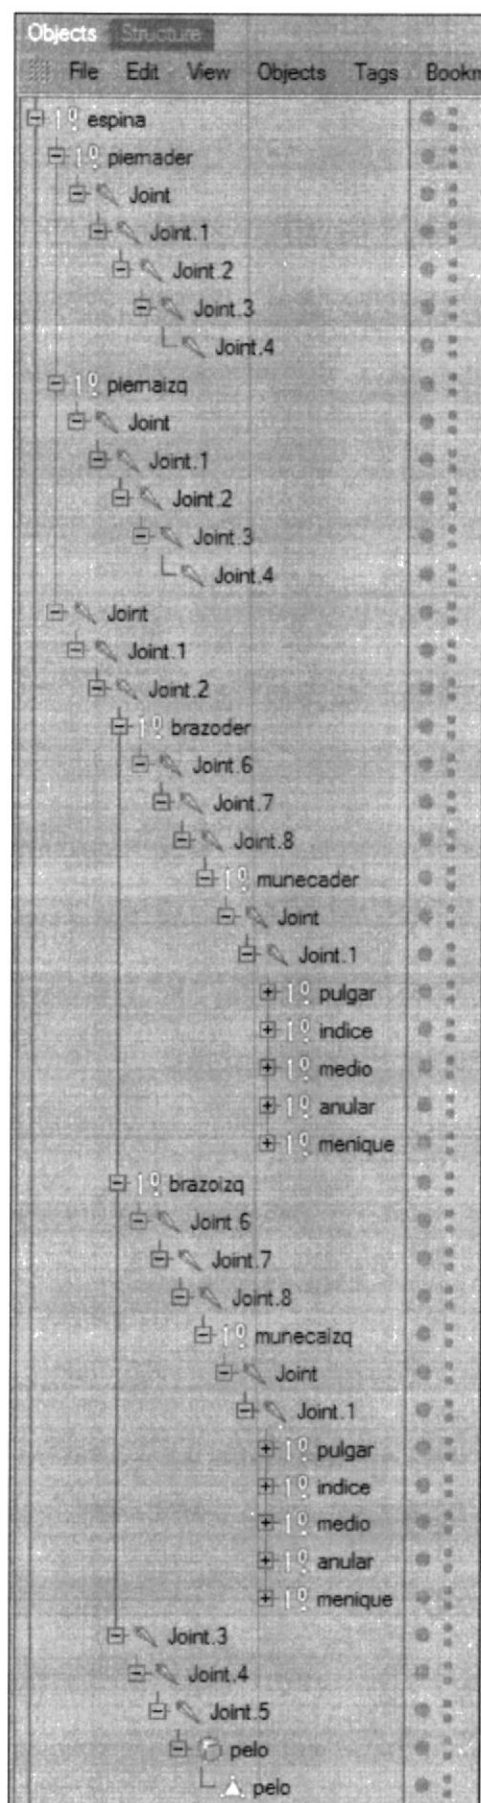 Objects Structure
File Edit View Objects Tags Bookm
espina
piernader
Joint
Joint.1
Joint.2
Joint.3
Joint.4
piernaizq
Joint
Joint.1
Joint.2
Joint.3
Joint.4
Joint
Joint.1
Joint.2
brazoder
Joint.6
Joint.7
Joint.8
munecader
Joint
Joint.1
pulgar
indice
medio
anular
menique
brazoizq
Joint.6
Joint.7
Joint.8
munecaizq
Joint
Joint.1
pulgar
indice
medio
anular
menique
Joint.3
Joint.4
Joint.5
pelo
pelo